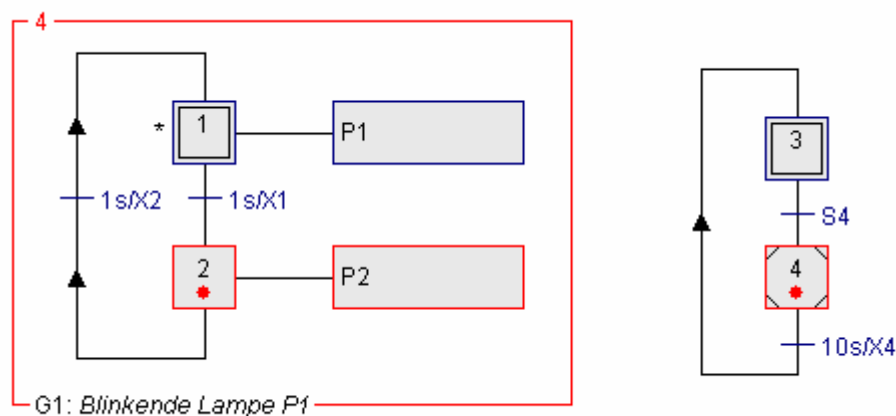 4
* 1 P1
3
1s/X2 1s/X1
S4
2 P2
4
10s/X4
G1: Blinkende Lampe P1